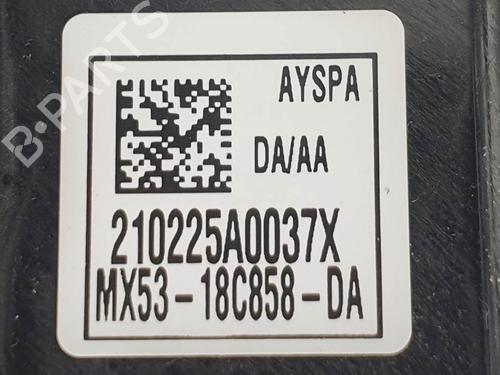 B-PARTS
AYSPA
DA/AA
210225A0037X
MX53-18C858-DA